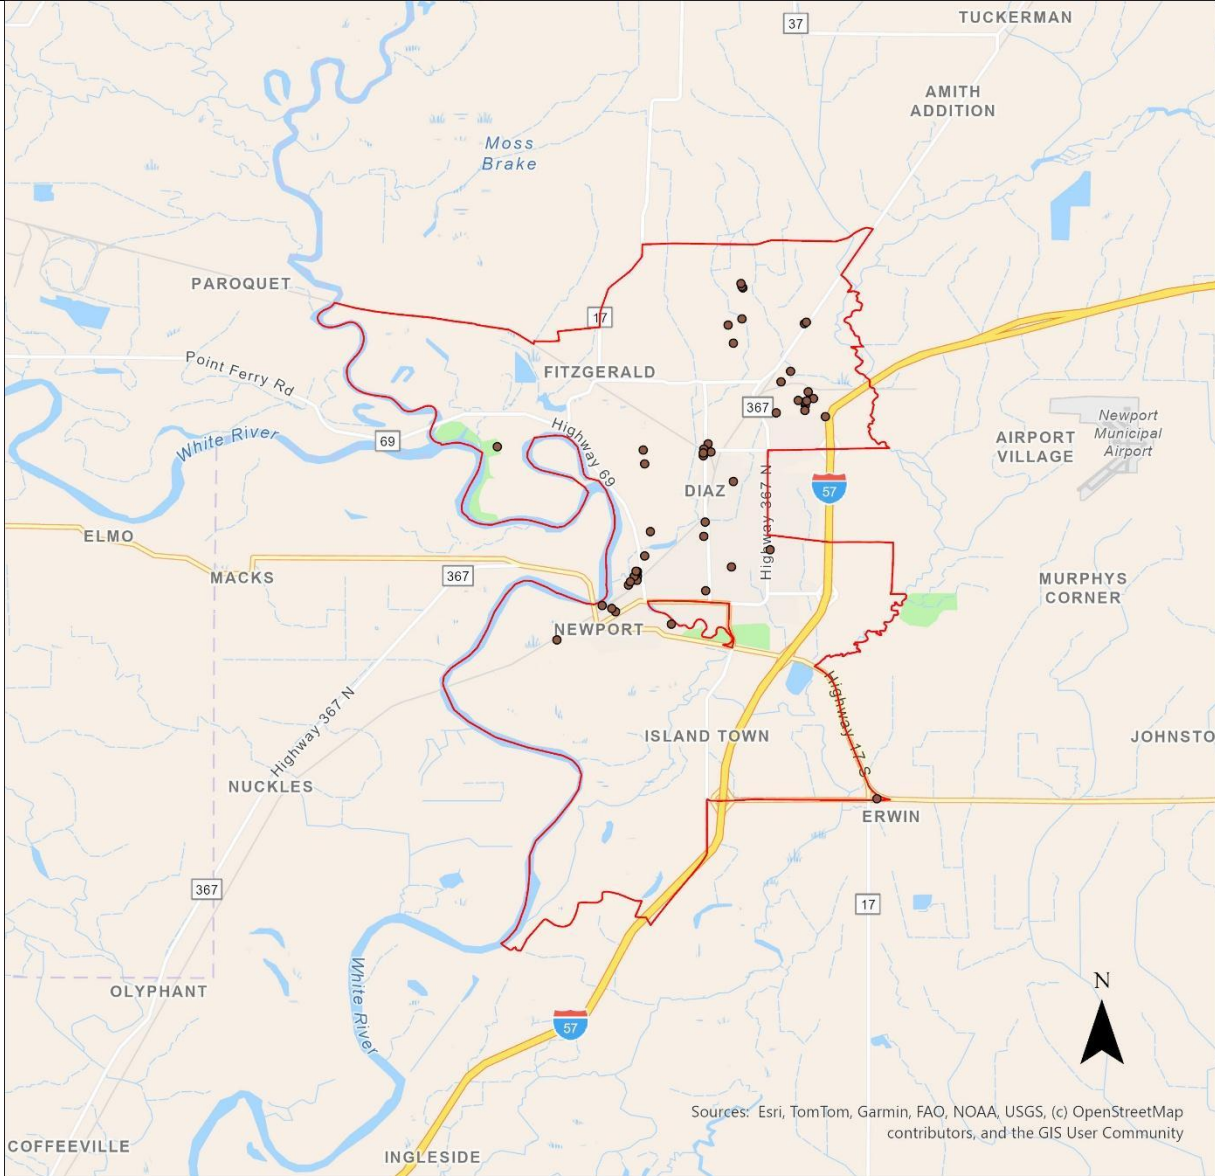 37
TUCKERMAN
AMITH
ADDITION
Moss
Brake
PAROQUET
17
Point Ferry Rd
FITZGERALD
367
Newport
Municipal
Airport
AIRPORT
VILLAGE
White River
69
Highway 69
DIAZ
Highway 367 N
57
ELMO
MACKS
367
MURPHYS
CORNER
NEWPORT
Highway 367 N
Highway 17 S
ISLAND TOWN
JOHNSTO
NUCKLES
ERWIN
367
17
OLYPHANT
White River
N
57
Sources: Esri, TomTom, Garmin, FAO, NOAA, USGS, (c) OpenStreetMap
contributors, and the GIS User Community
COFFEEVILLE
INGLESIDE